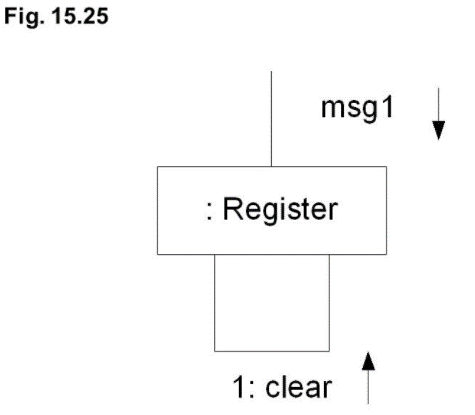 Fig. 15.25
msg1
: Register
1: clear